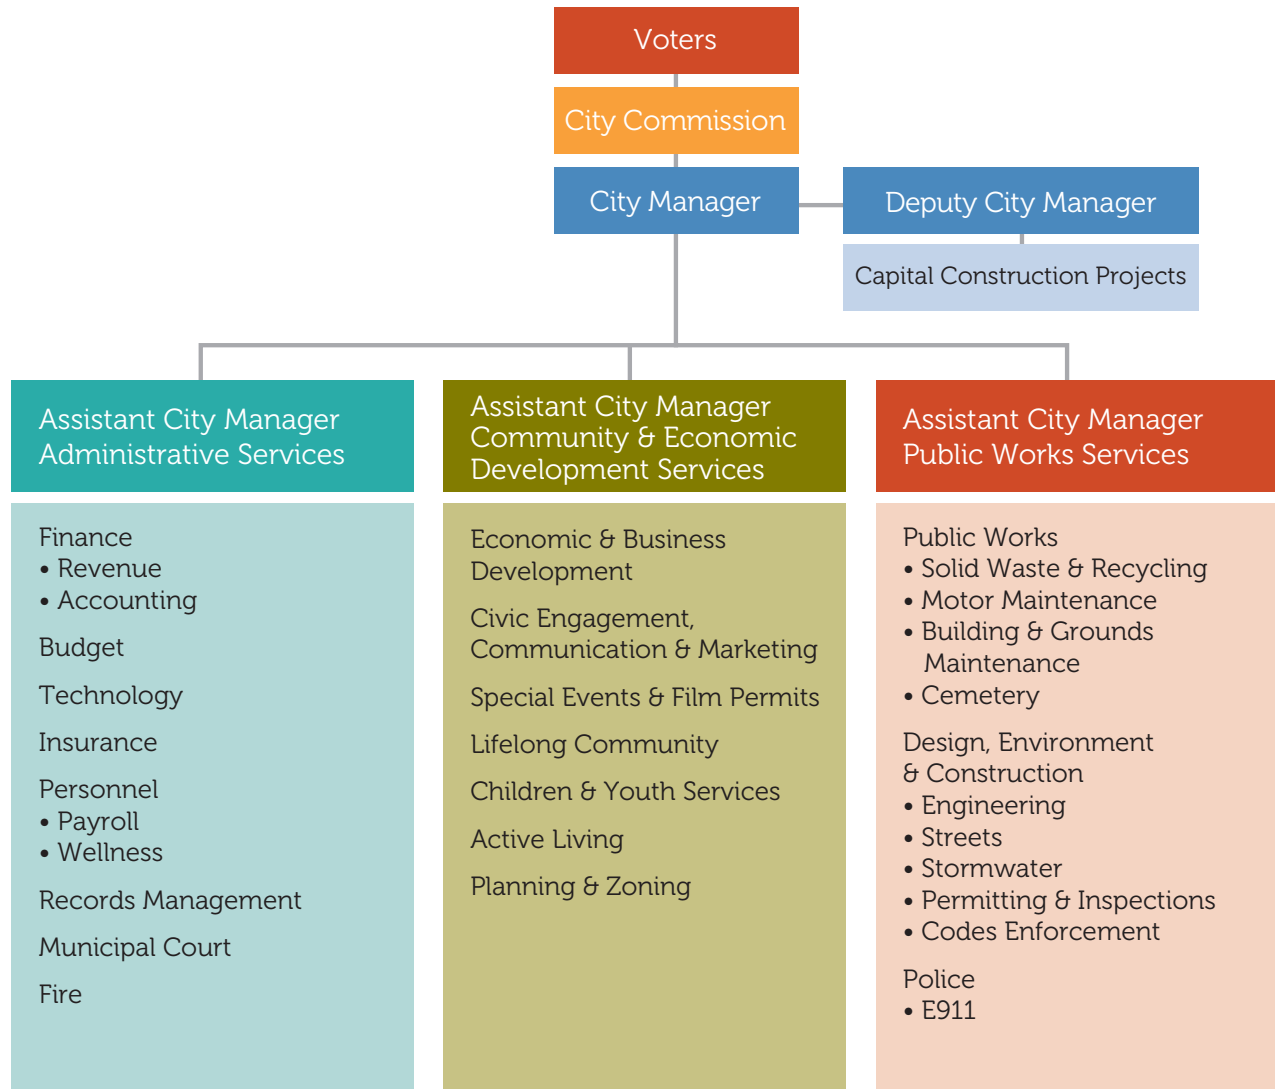 Voters
City Commission
City Manager
Deputy City Manager
Capital Construction Projects
Assistant City Manager
Administrative Services
Finance
• Revenue
• Accounting
Budget
Technology
Insurance
Personnel
• Payroll
• Wellness
Records Management
Municipal Court
Fire
Assistant City Manager
Community & Economic
Development Services
Economic & Business
Development
Civic Engagement,
Communication & Marketing
Special Events & Film Permits
Lifelong Community
Children & Youth Services
Active Living
Planning & Zoning
Assistant City Manager
Public Works Services
Public Works
• Solid Waste & Recycling
• Motor Maintenance
• Building & Grounds
Maintenance
• Cemetery
Design, Environment
& Construction
• Engineering
• Streets
• Stormwater
• Permitting & Inspections
• Codes Enforcement
Police
• E911